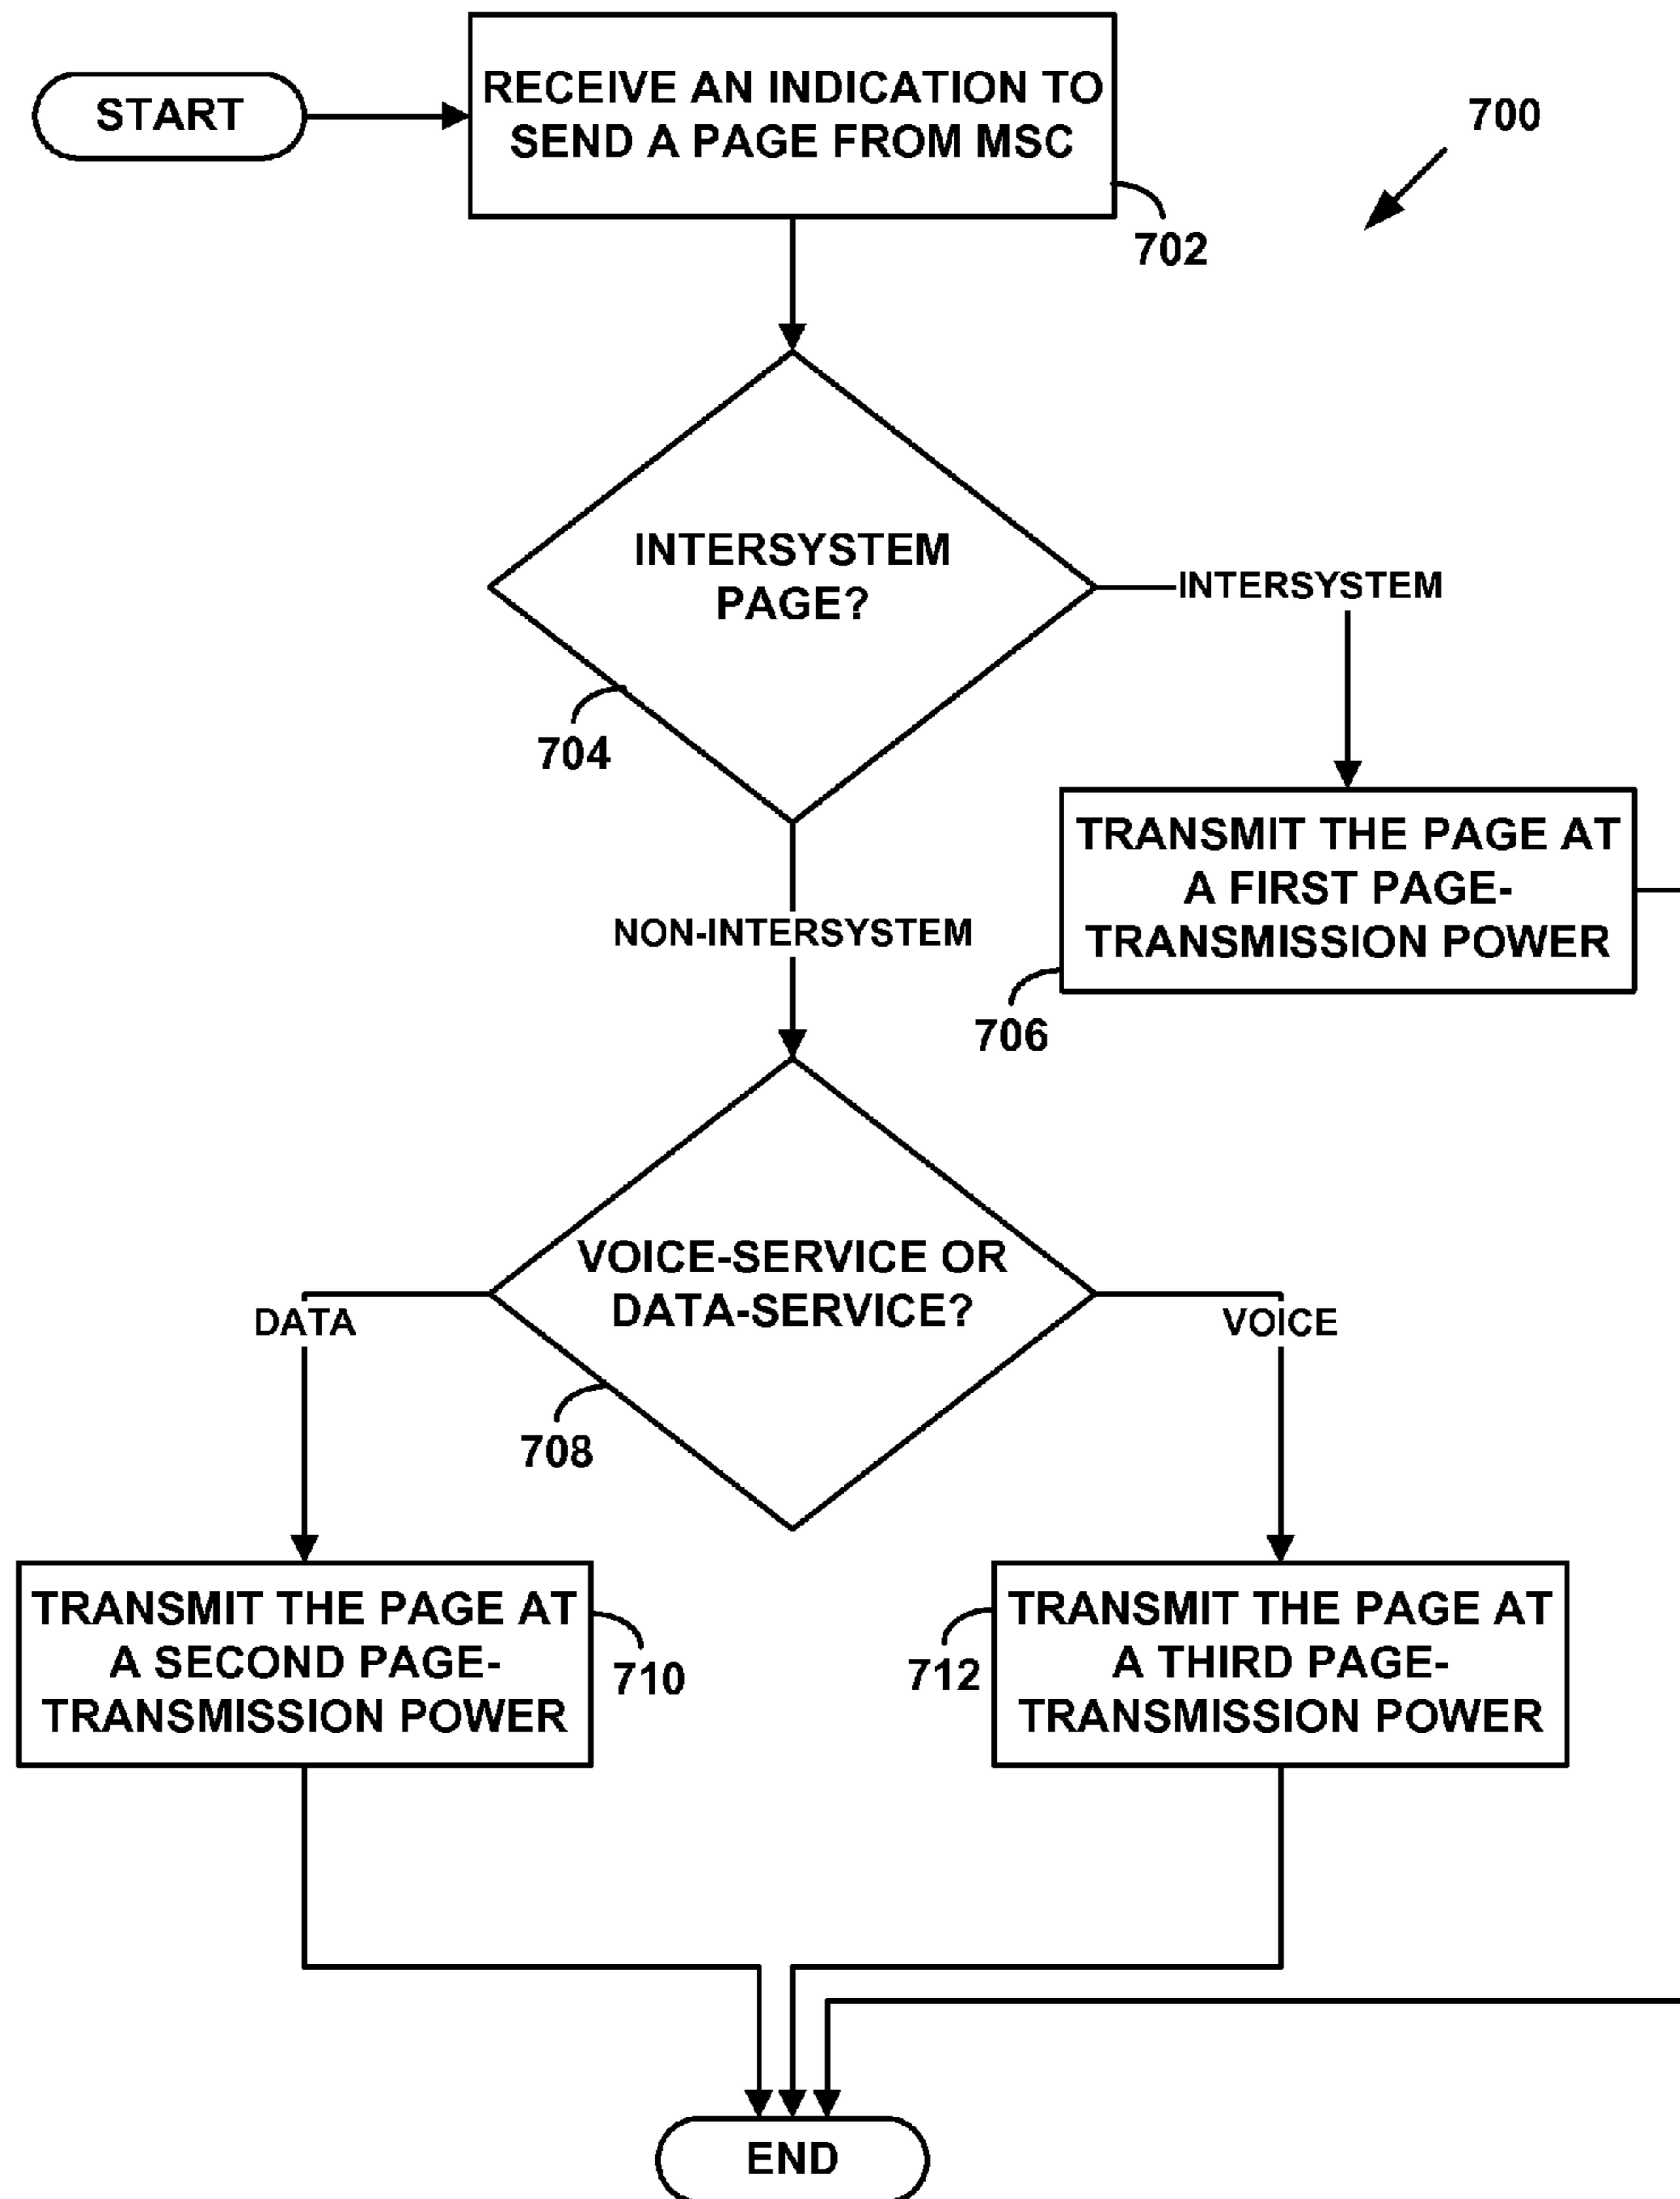 START
RECEIVE AN INDICATION TO
SEND A PAGE FROM MSC
700
702
INTERSYSTEM
PAGE?
INTERSYSTEM
704
TRANSMIT THE PAGE AT
A FIRST PAGE-
TRANSMISSION POWER
NON-INTERSYSTEM
706
VOICE-SERVICE OR
DATA-SERVICE?
DATA
VOICE
708
TRANSMIT THE PAGE AT
A SECOND PAGE-
TRANSMISSION POWER
710
712
TRANSMIT THE PAGE AT
A THIRD PAGE-
TRANSMISSION POWER
END